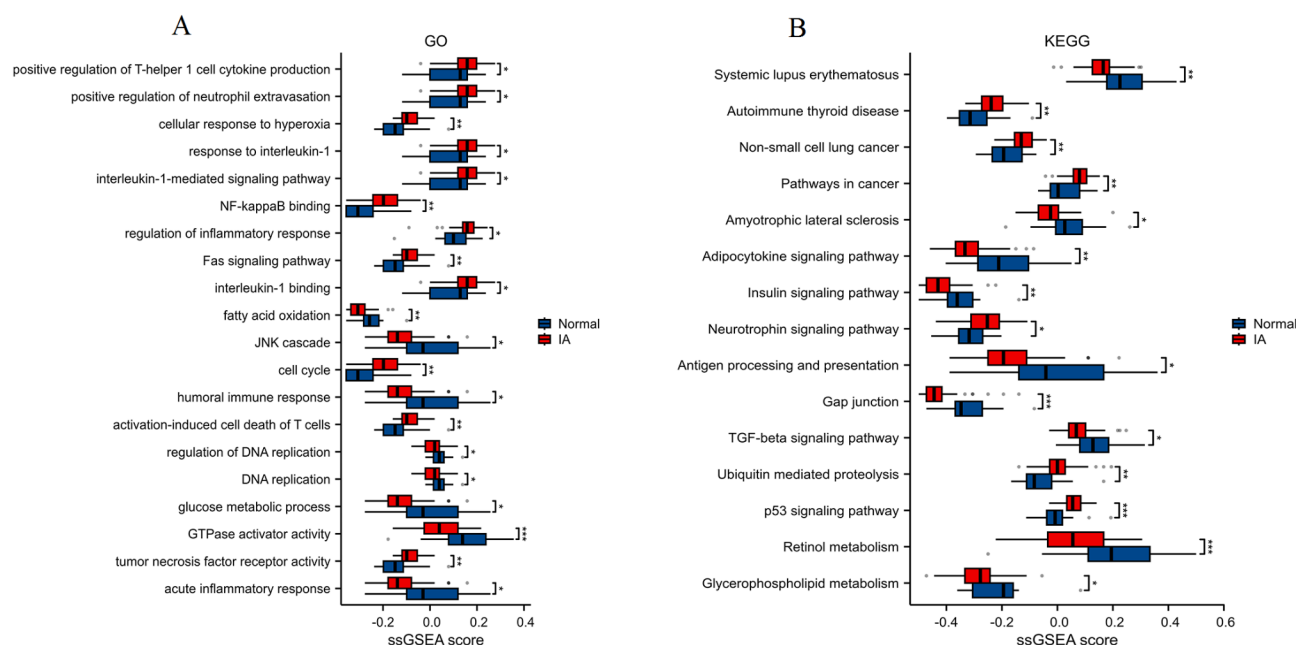 A
GO
positive regulation of T-helper 1 cell cytokine production
positive regulation of neutrophil extravasation
cellular response to hyperoxia
response to interleukin-1
interleukin-1-mediated signaling pathway
NF-kappaB binding
regulation of inflammatory response
Fas signaling pathway
interleukin-1 binding
fatty acid oxidation
JNK cascade
cell cycle
humoral immune response
activation-induced cell death of T cells
regulation of DNA replication
DNA replication
glucose metabolic process
GTPase activator activity
tumor necrosis factor receptor activity
acute inflammatory response
*
*
**
*
*
**
*
**
*
**
*
**
*
**
*
*
*
***
**
*
Normal
IA
-0.2 0.0 0.2 0.4
ssGSEA score
B
KEGG
Systemic lupus erythematosus
Autoimmune thyroid disease
Non-small cell lung cancer
Pathways in cancer
Amyotrophic lateral sclerosis
Adipocytokine signaling pathway
Insulin signaling pathway
Neurotrophin signaling pathway
Antigen processing and presentation
Gap junction
TGF-beta signaling pathway
Ubiquitin mediated proteolysis
p53 signaling pathway
Retinol metabolism
Glycerophospholipid metabolism
**
**
**
**
*
**
**
*
*
***
*
**
***
***
*
Normal
IA
-0.4 -0.2 0.0 0.2 0.4 0.6
ssGSEA score